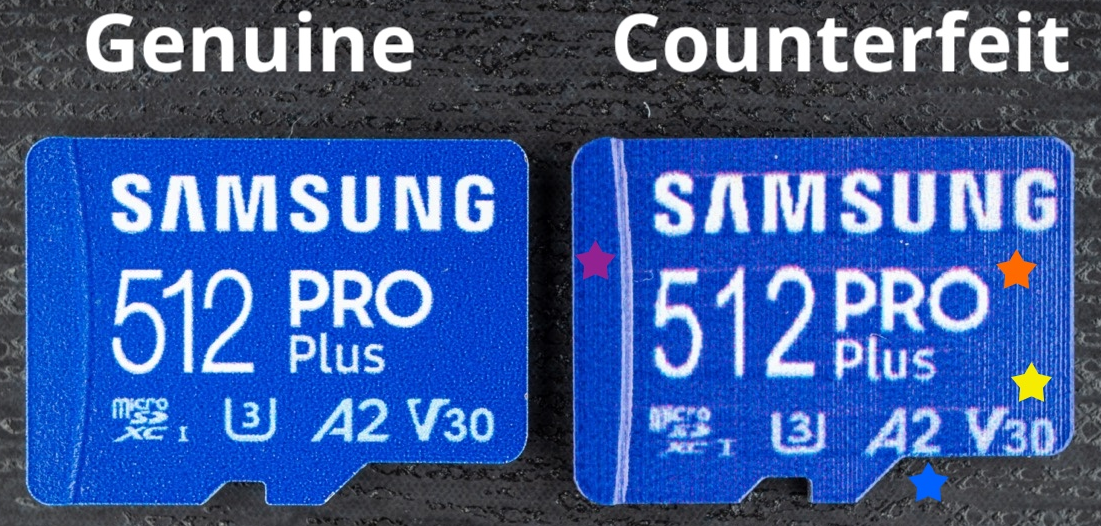 Genuine Counterfeit
SAMSUNG
512 PRO
Plus
micro SD XC I U3 A2 V30
SAMSUNG
512 PRO
Plus
micro SD XC I U3 A2 V30